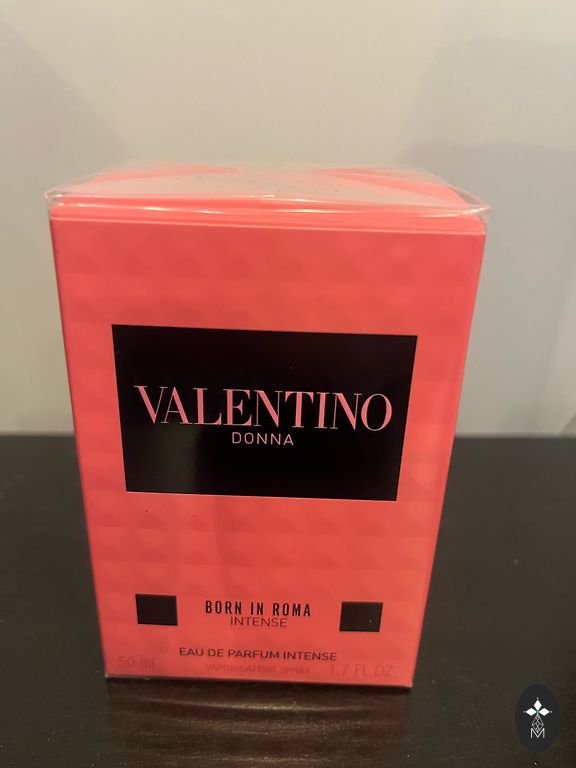 VALENTINO
DONNA
BORN IN ROMA
INTENSE
EAU DE PARFUM INTENSE
50 ml VAPORISATEUR SPRAY 1.7 FL.OZ.
M